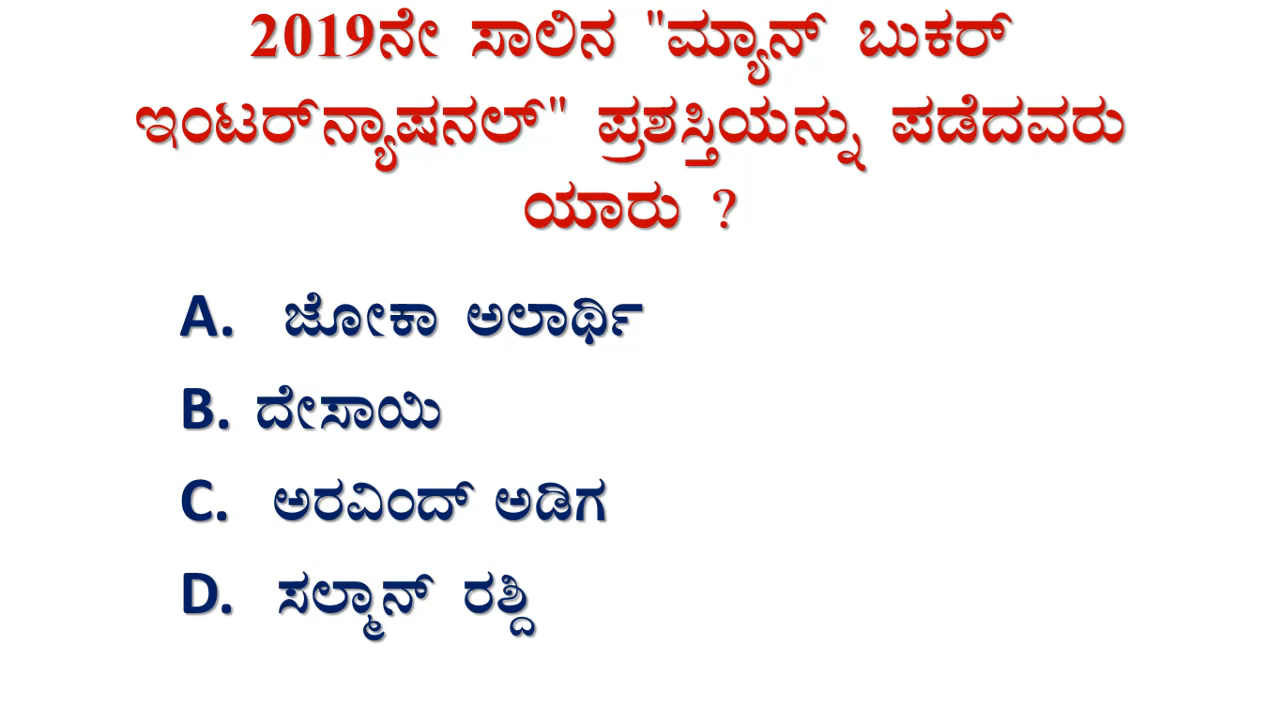 2019ನೇ ಸಾಲಿನ "ಮ್ಯಾನ್ ಬುಕರ್
ಇಂಟರ್‌ನ್ಯಾಷನಲ್" ಪ್ರಶಸ್ತಿಯನ್ನು ಪಡೆದವರು
ಯಾರು ?
A. ಜೋಕಾ ಅಲಾರ್ಥಿ
B. ದೇಸಾಯಿ
C. ಅರವಿಂದ್ ಅಡಿಗ
D. ಸಲ್ಮಾನ್ ರಶ್ದಿ